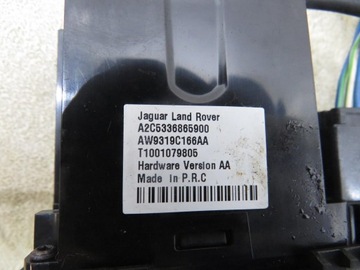 Jaguar Land Rover
A2C5336865900
AW9319C166AA
T1001079805
Hardware Version AA
Made in P.R.C